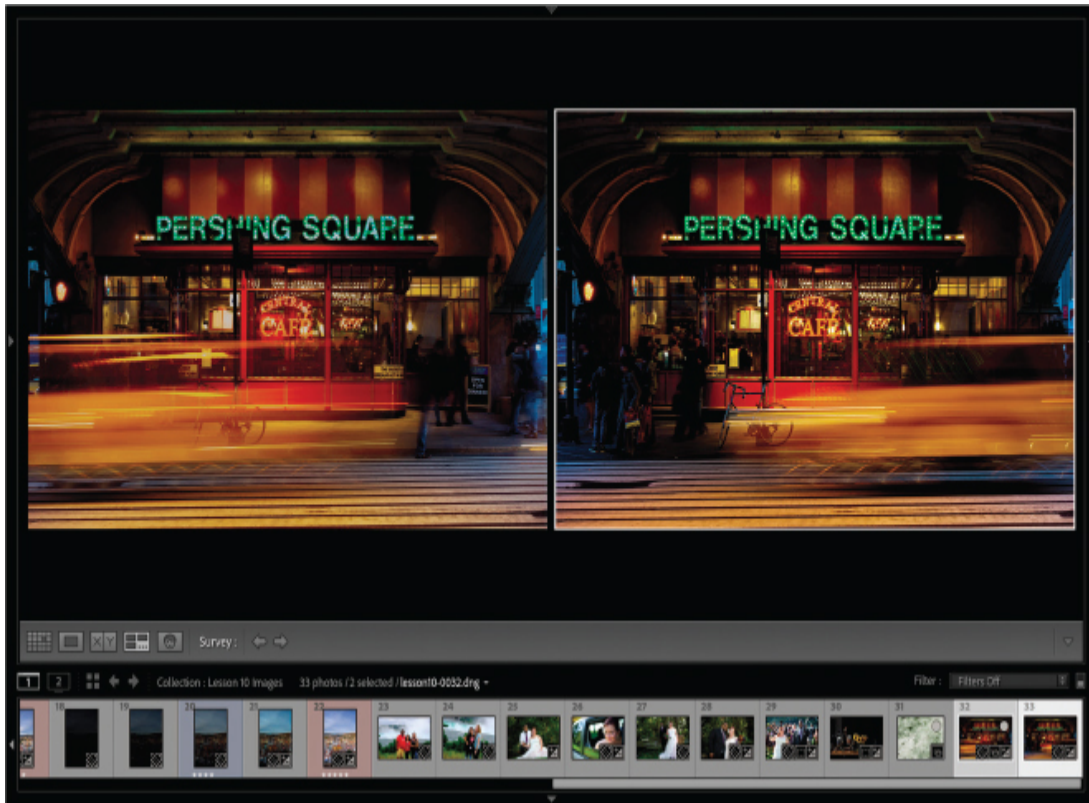 PERSHING SQUARE
CENTRAL
CAFE
PERSHING SQUARE
CENTRAL
CAFE
XY Survey :
1 2 Collection : Lesson 10 Images 33 photos / 2 selected / lesson10-0032.dng Filter : Filters Off
18 19 20 21 22 23 24 25 26 27 28 29 30 31 32 33